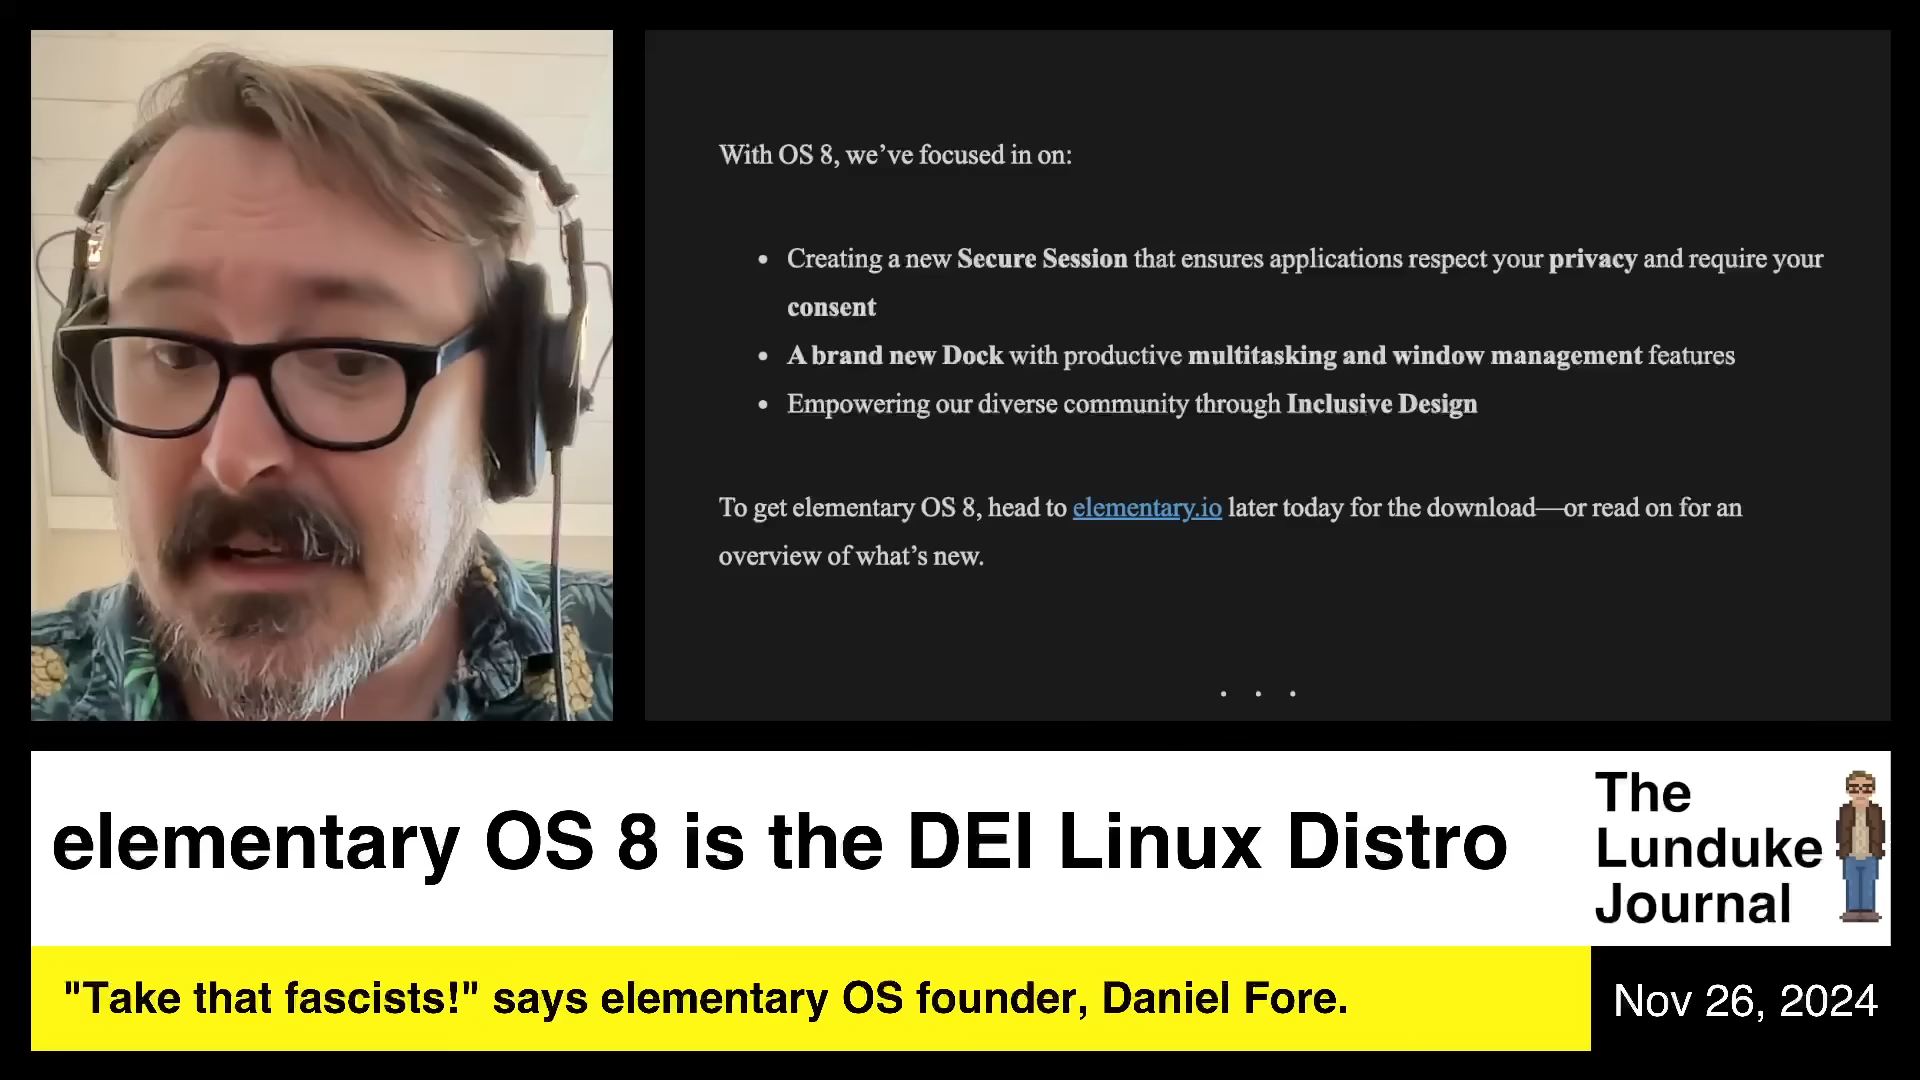 With OS 8, we’ve focused in on:
• Creating a new Secure Session that ensures applications respect your privacy and require your
consent
• A brand new Dock with productive multitasking and window management features
• Empowering our diverse community through Inclusive Design
To get elementary OS 8, head to elementary.io later today for the download—or read on for an
overview of what’s new.
. . .
elementary OS 8 is the DEI Linux Distro
The
Lunduke
Journal
"Take that fascists!" says elementary OS founder, Daniel Fore.
Nov 26, 2024